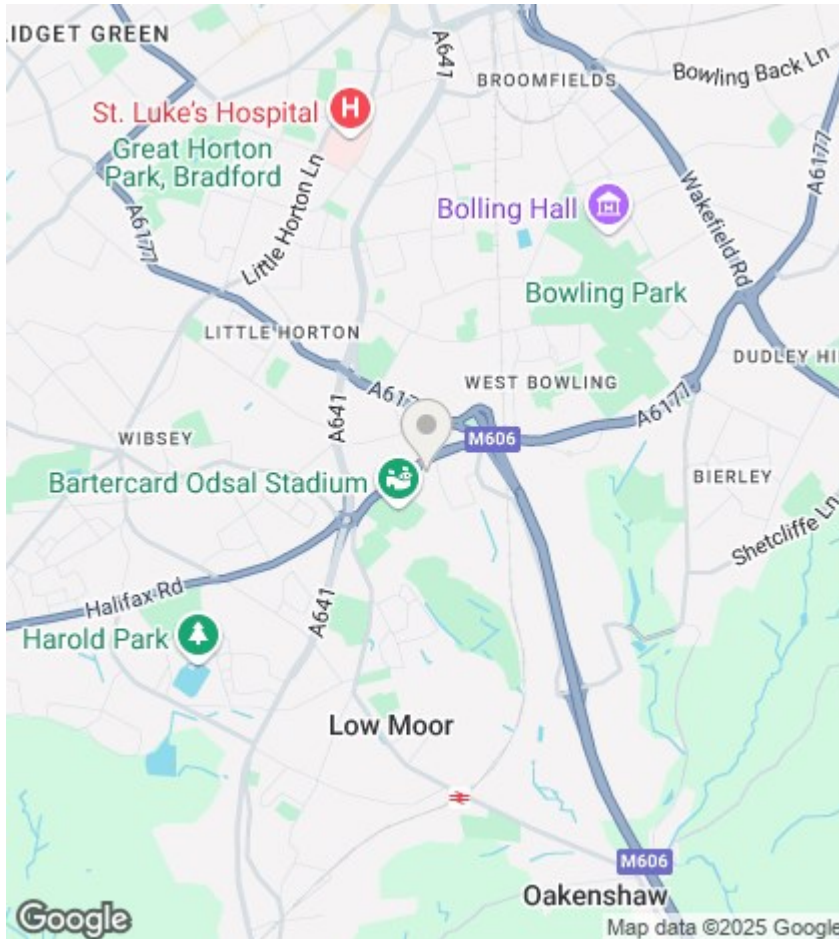 IDGET GREEN
A641
BROOMFIELDS
Bowling Back Ln
St. Luke's Hospital
H
Great Horton
Park, Bradford
A6177
Bolling Hall
Wakefield Rd
A6177
Little Horton Ln
Bowling Park
LITTLE HORTON
DUDLEY HI
WEST BOWLING
A617
A641
M606
A6177
WIBSEY
Bartercard Odsal Stadium
BIERLEY
Shetcliffe Ln
Halifax Rd
A641
Harold Park
Low Moor
M606
Oakenshaw
Google
Map data ©2025 Google